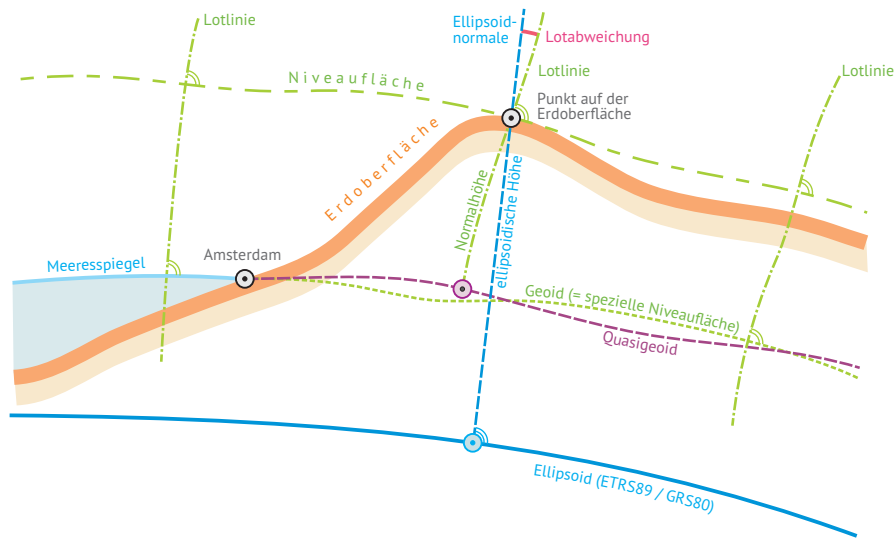 Lotlinie
Ellipsoid-
normale
Lotabweichung
Niveaufläche
Lotlinie
Lotlinie
Punkt auf der
Erdoberfläche
Erdoberfläche
Normalhöhe
ellipsoidische Höhe
Amsterdam
Meeresspiegel
Geoid (= spezielle Niveaufläche)
Quasigeoid
Ellipsoid (ETRS89 / GRS80)